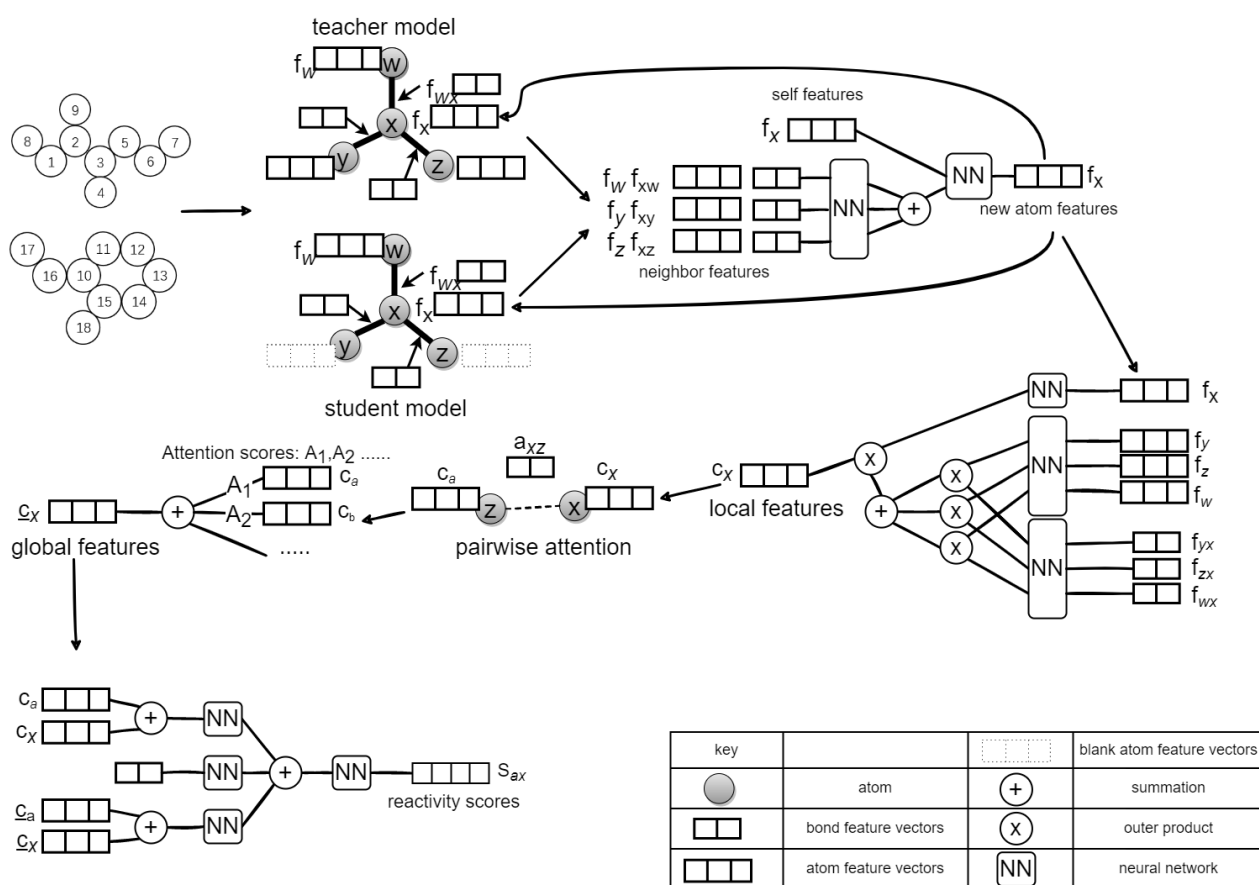 teacher model
f_w w
f_wx
x f_x
y z
9
8 2 5 7
1 3 6
4
11 12
17 16 10 13
15 14
18
f_w w
f_wx
x f_x
y z
student model
self features
f_x
NN
f_x
new atom features
f_w f_xw
f_y f_xy
f_z f_xz
NN
+
neighbor features
NN f_x
f_y
f_z
f_w
NN
f_yx
f_zx
f_wx
NN
x
x
x
x
+
c_x
local features
a_xz
c_a c_x
z x
pairwise attention
Attention scores: A_1,A_2 ......
A_1 c_a
A_2 c_b
.....
+
c_x
global features
c_a
c_x
+ NN
NN + NN S_ax
reactivity scores
c_a
c_x
+ NN
key blank atom feature vectors
atom + summation
bond feature vectors x outer product
atom feature vectors NN neural network